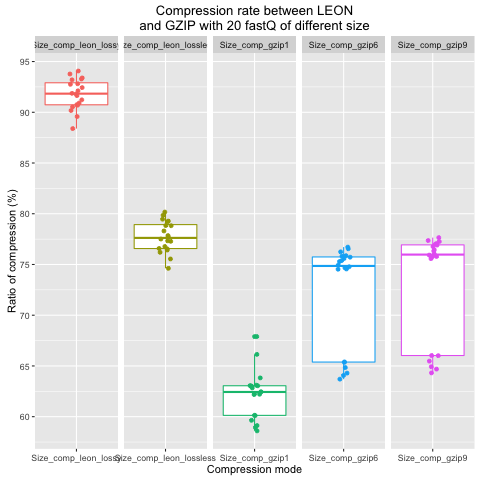 Compression rate between LEON
and GZIP with 20 fastQ of different size
Size_comp_leon_lossy
Size_comp_leon_lossless
Size_comp_gzip1
Size_comp_gzip6
Size_comp_gzip9
95
90
85
80
75
70
65
60
Ratio of compression (%)
Size_comp_leon_lossy
Size_comp_leon_lossless
Size_comp_gzip1
Size_comp_gzip6
Size_comp_gzip9
Compression mode